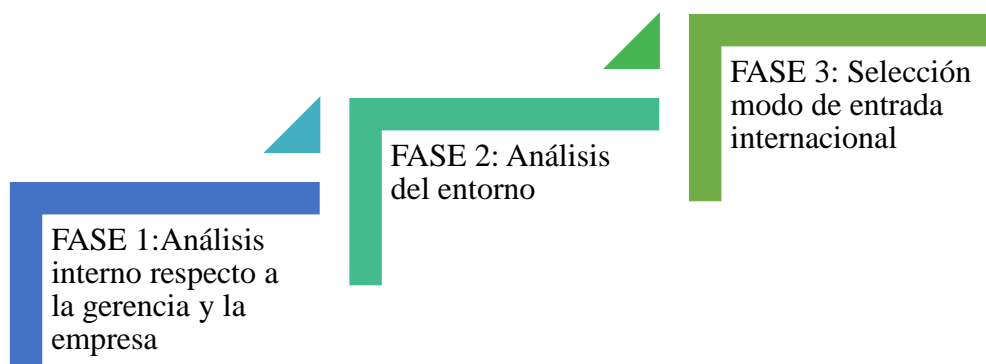 FASE 1:Análisis
interno respecto a
la gerencia y la
empresa
FASE 2: Análisis
del entorno
FASE 3: Selección
modo de entrada
internacional